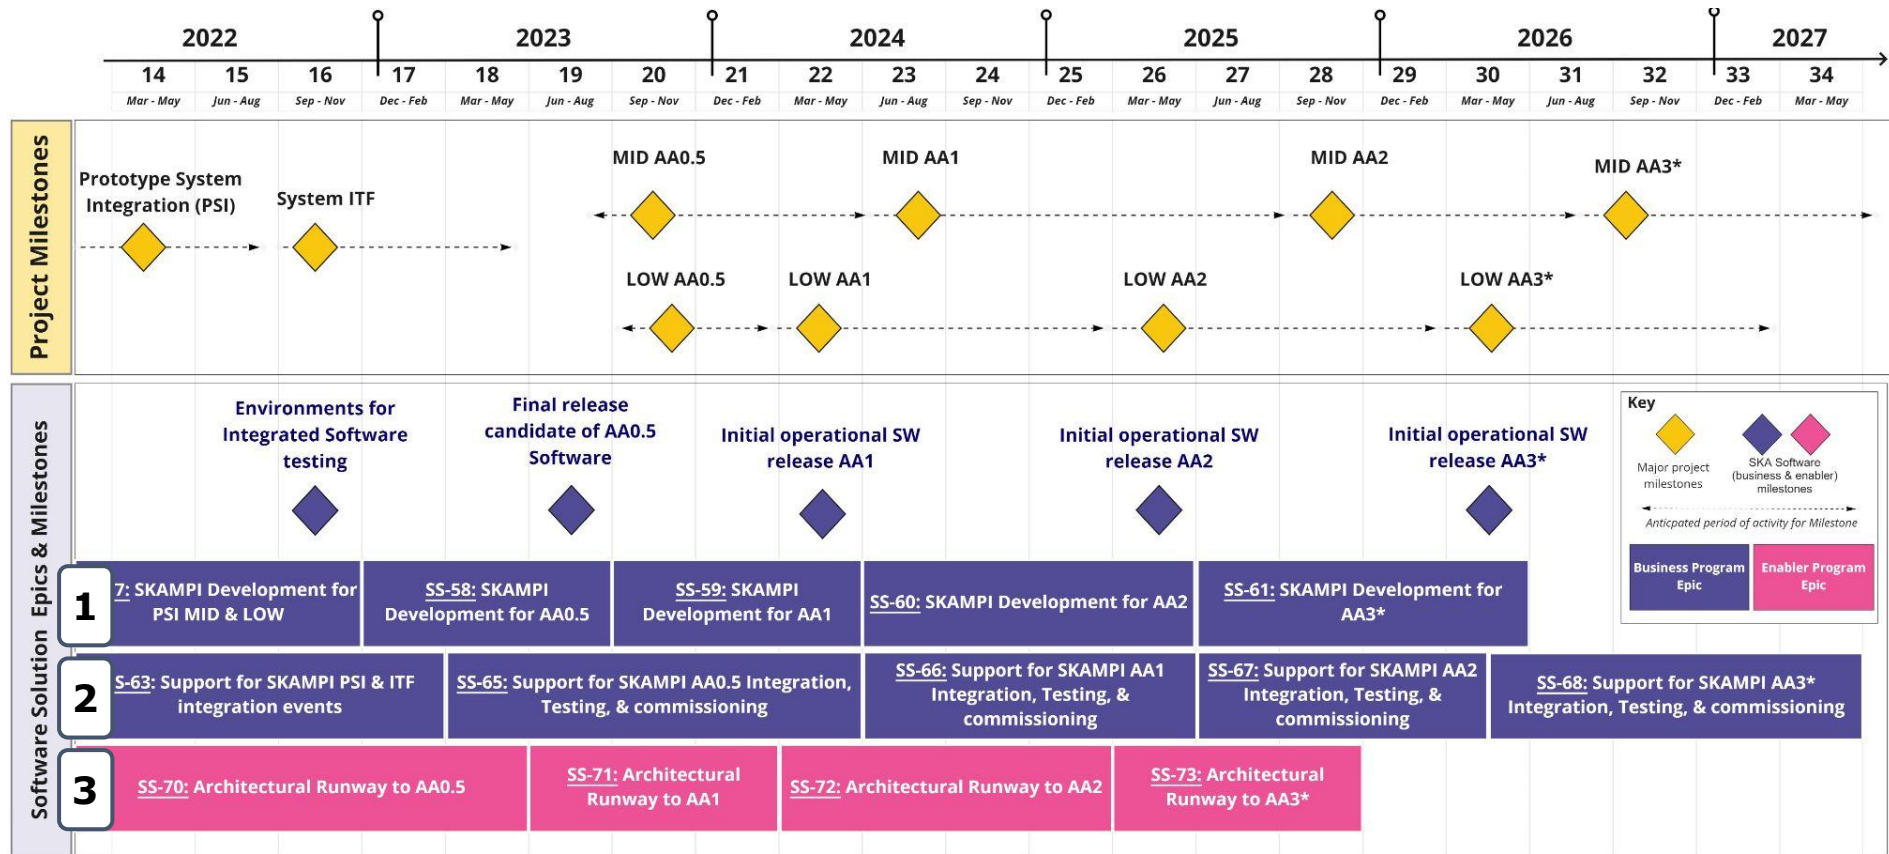 2022 2023 2024 2025 2026 2027
14 15 16 17 18 19 20 21 22 23 24 25 26 27 28 29 30 31 32 33 34
Mar - May Jun - Aug Sep - Nov Dec - Feb Mar - May Jun - Aug Sep - Nov Dec - Feb Mar - May Jun - Aug Sep - Nov Dec - Feb Mar - May Jun - Aug Sep - Nov Dec - Feb Mar - May Jun - Aug Sep - Nov Dec - Feb Mar - May
Project Milestones
Prototype System
Integration (PSI)
System ITF
MID AA0.5
MID AA1
MID AA2
MID AA3*
LOW AA0.5
LOW AA1
LOW AA2
LOW AA3*
Software Solution Epics & Milestones
Environments for
Integrated Software
testing
Final release
candidate of AA0.5
Software
Initial operational SW
release AA1
Initial operational SW
release AA2
Initial operational SW
release AA3*
Key
Major project
milestones
SKA Software
(business & enabler)
milestones
Anticpated period of activity for Milestone
Business Program
Epic
Enabler Program
Epic
1
7: SKAMPI Development for
PSI MID & LOW
SS-58: SKAMPI
Development for AA0.5
SS-59: SKAMPI
Development for AA1
SS-60: SKAMPI Development for AA2
SS-61: SKAMPI Development for
AA3*
2
S-63: Support for SKAMPI PSI & ITF
integration events
SS-65: Support for SKAMPI AA0.5 Integration,
Testing, & commissioning
SS-66: Support for SKAMPI AA1
Integration, Testing, &
commissioning
SS-67: Support for SKAMPI AA2
Integration, Testing, &
commissioning
SS-68: Support for SKAMPI AA3*
Integration, Testing, & commissioning
3
SS-70: Architectural Runway to AA0.5
SS-71: Architectural
Runway to AA1
SS-72: Architectural Runway to AA2
SS-73: Architectural
Runway to AA3*